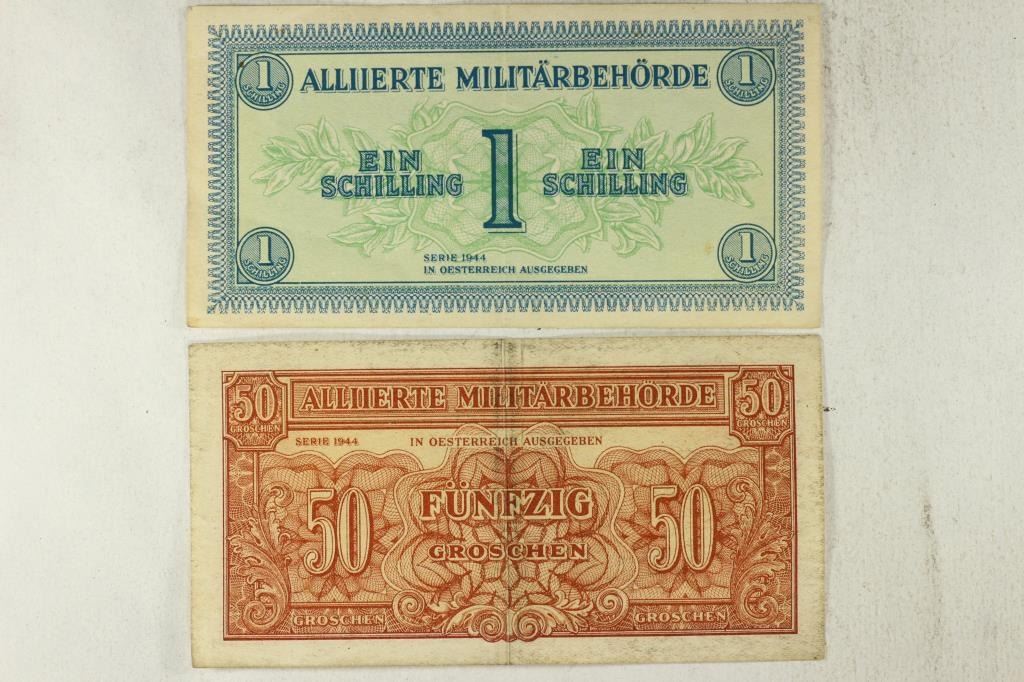 1 ALLIIERTE MILITÄRBEHÖRDE 1
SCHILLING SCHILLING
EIN 1 EIN
SCHILLING SCHILLING
1 SERIE 1944 1
SCHILLING IN OESTERREICH AUSGEGEBEN SCHILLING
50 ALLIIERTE MILITÄRBEHÖRDE 50
GROSCHEN GROSCHEN
SERIE 1944 IN OESTERREICH AUSGEGEBEN
50 FÜNFZIG 50
GROSCHEN
GROSCHEN GROSCHEN